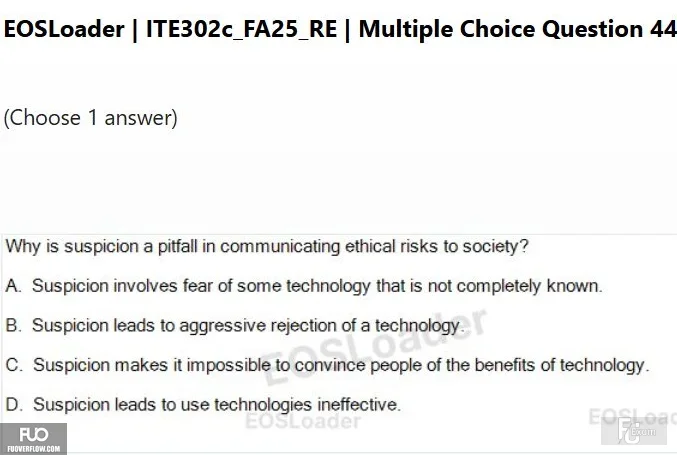 EOSLoader | ITE302c_FA25_RE | Multiple Choice Question 44
(Choose 1 answer)
Why is suspicion a pitfall in communicating ethical risks to society?
A. Suspicion involves fear of some technology that is not completely known.
B. Suspicion leads to aggressive rejection of a technology.
C. Suspicion makes it impossible to convince people of the benefits of technology.
D. Suspicion leads to use technologies ineffective.
EOSLoader
EOSLoader
EOSLoad
FUO
FUOVERFLOW.COM
Exum